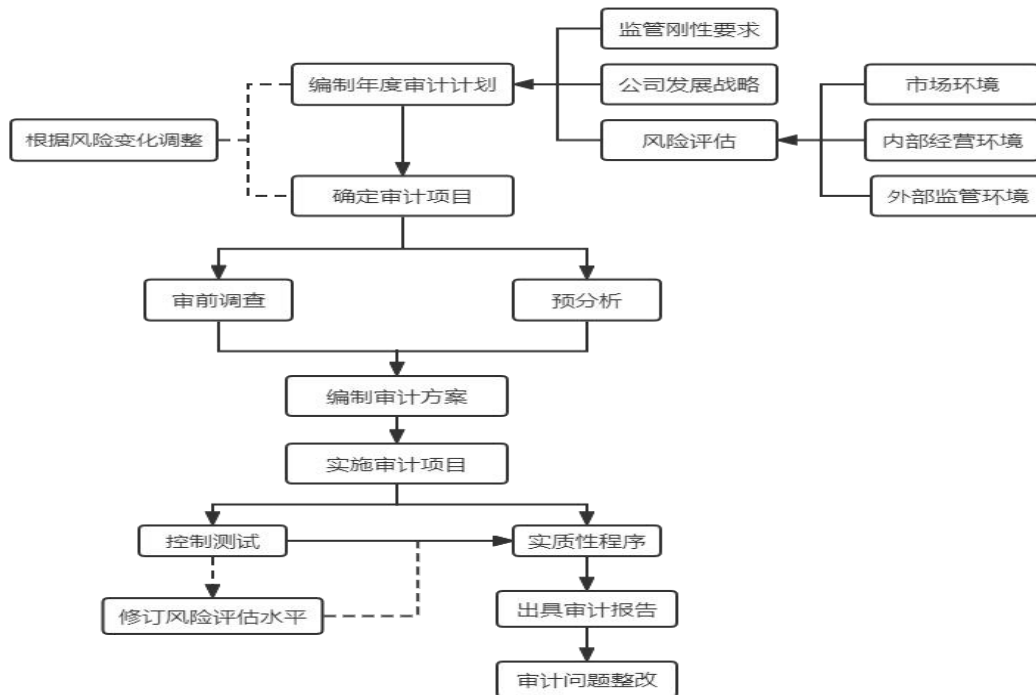 监管刚性要求
编制年度审计计划
公司发展战略
市场环境
根据风险变化调整
风险评估
内部经营环境
确定审计项目
外部监管环境
审前调查
预分析
编制审计方案
实施审计项目
控制测试
实质性程序
修订风险评估水平
出具审计报告
审计问题整改